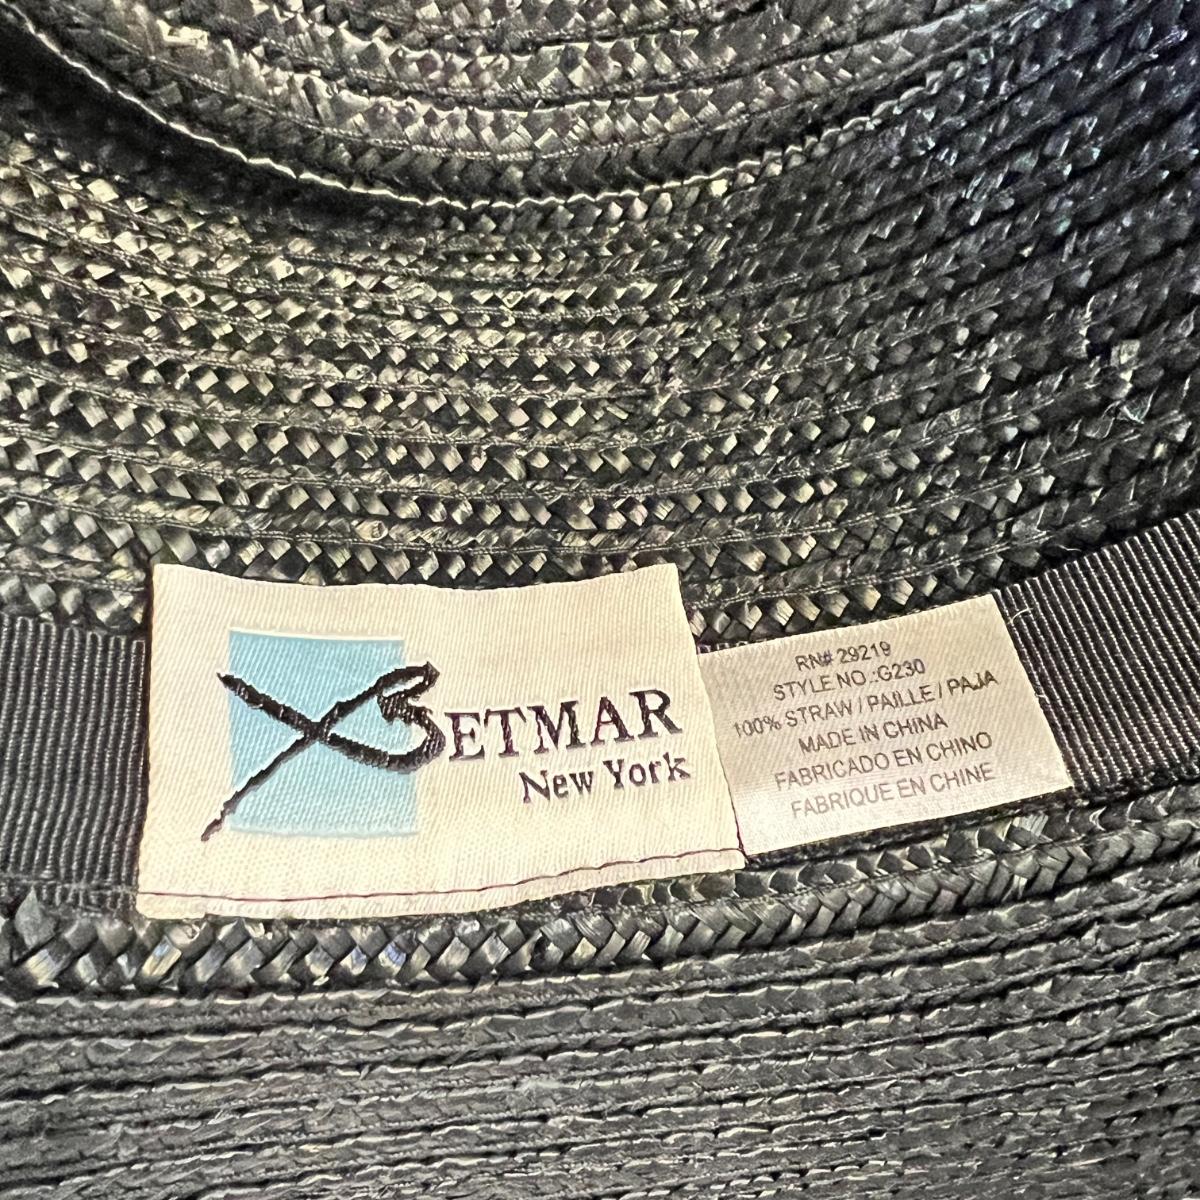 BETMAR
New York
RN# 29219
STYLE NO.:G230
100% STRAW / PAILLE / PAJA
MADE IN CHINA
FABRICADO EN CHINO
FABRIQUE EN CHINE